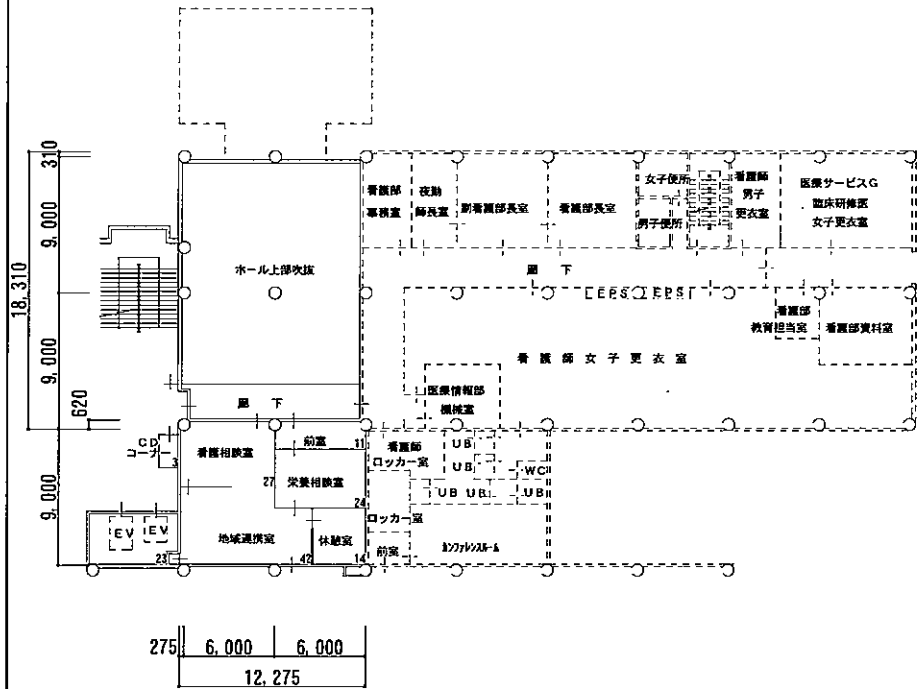 310
9,000
18,310
9,000
620
9,000
看護部
事務室
夜勤
師長室
副看護部長室
看護部長室
女子便所
男子便所
看護師
男子
更衣室
医療サービスG
臨床研修医
女子更衣室
ホール上部吹抜
廊 下
EPS EPS
看護部
教育担当室
看護部資料室
看 護 師 女 子 更 衣 室
医療情報部
機械室
廊 下
CD
コーナー
3
看護相談室
前室
11
27
栄養相談室
24
看護師
ロッカー室
UB
UB
WC
UB UB
UB
ロッカー室
EV
EV
23
地域連携室
42
休憩室
14
前室
カンファレンスルーム
275
6,000
6,000
12,275